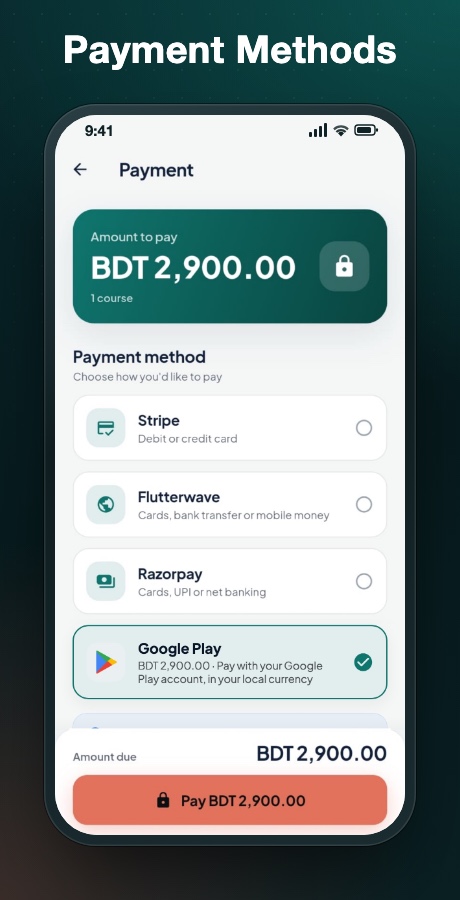 Payment Methods
9:41
Payment
Amount to pay
BDT 2,900.00
1 course
Payment method
Choose how you'd like to pay
Stripe
Debit or credit card
Flutterwave
Cards, bank transfer or mobile money
Razorpay
Cards, UPI or net banking
Google Play
BDT 2,900.00 · Pay with your Google
Play account, in your local currency
Amount due
BDT 2,900.00
Pay BDT 2,900.00